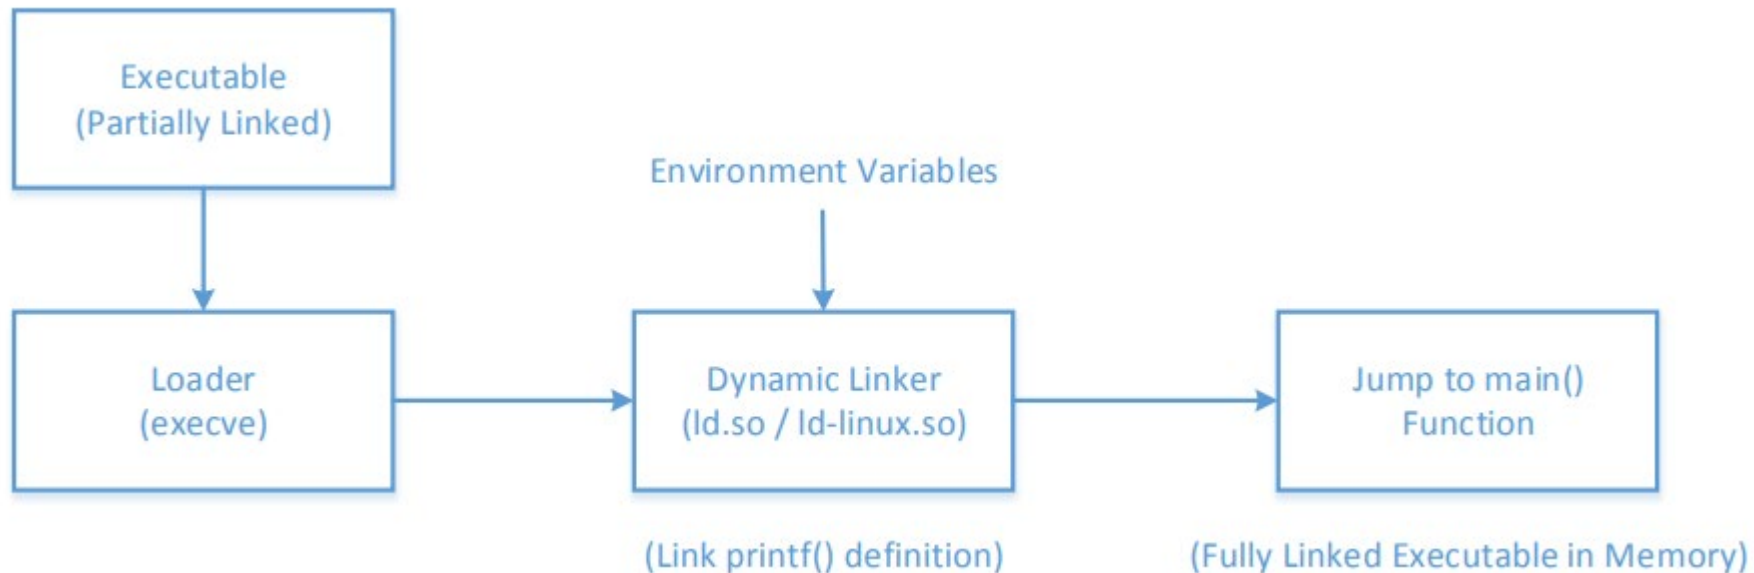 Executable
(Partially Linked)
Environment Variables
Loader
(execve)
Dynamic Linker
(ld.so / ld-linux.so)
Jump to main()
Function
(Link printf() definition)
(Fully Linked Executable in Memory)